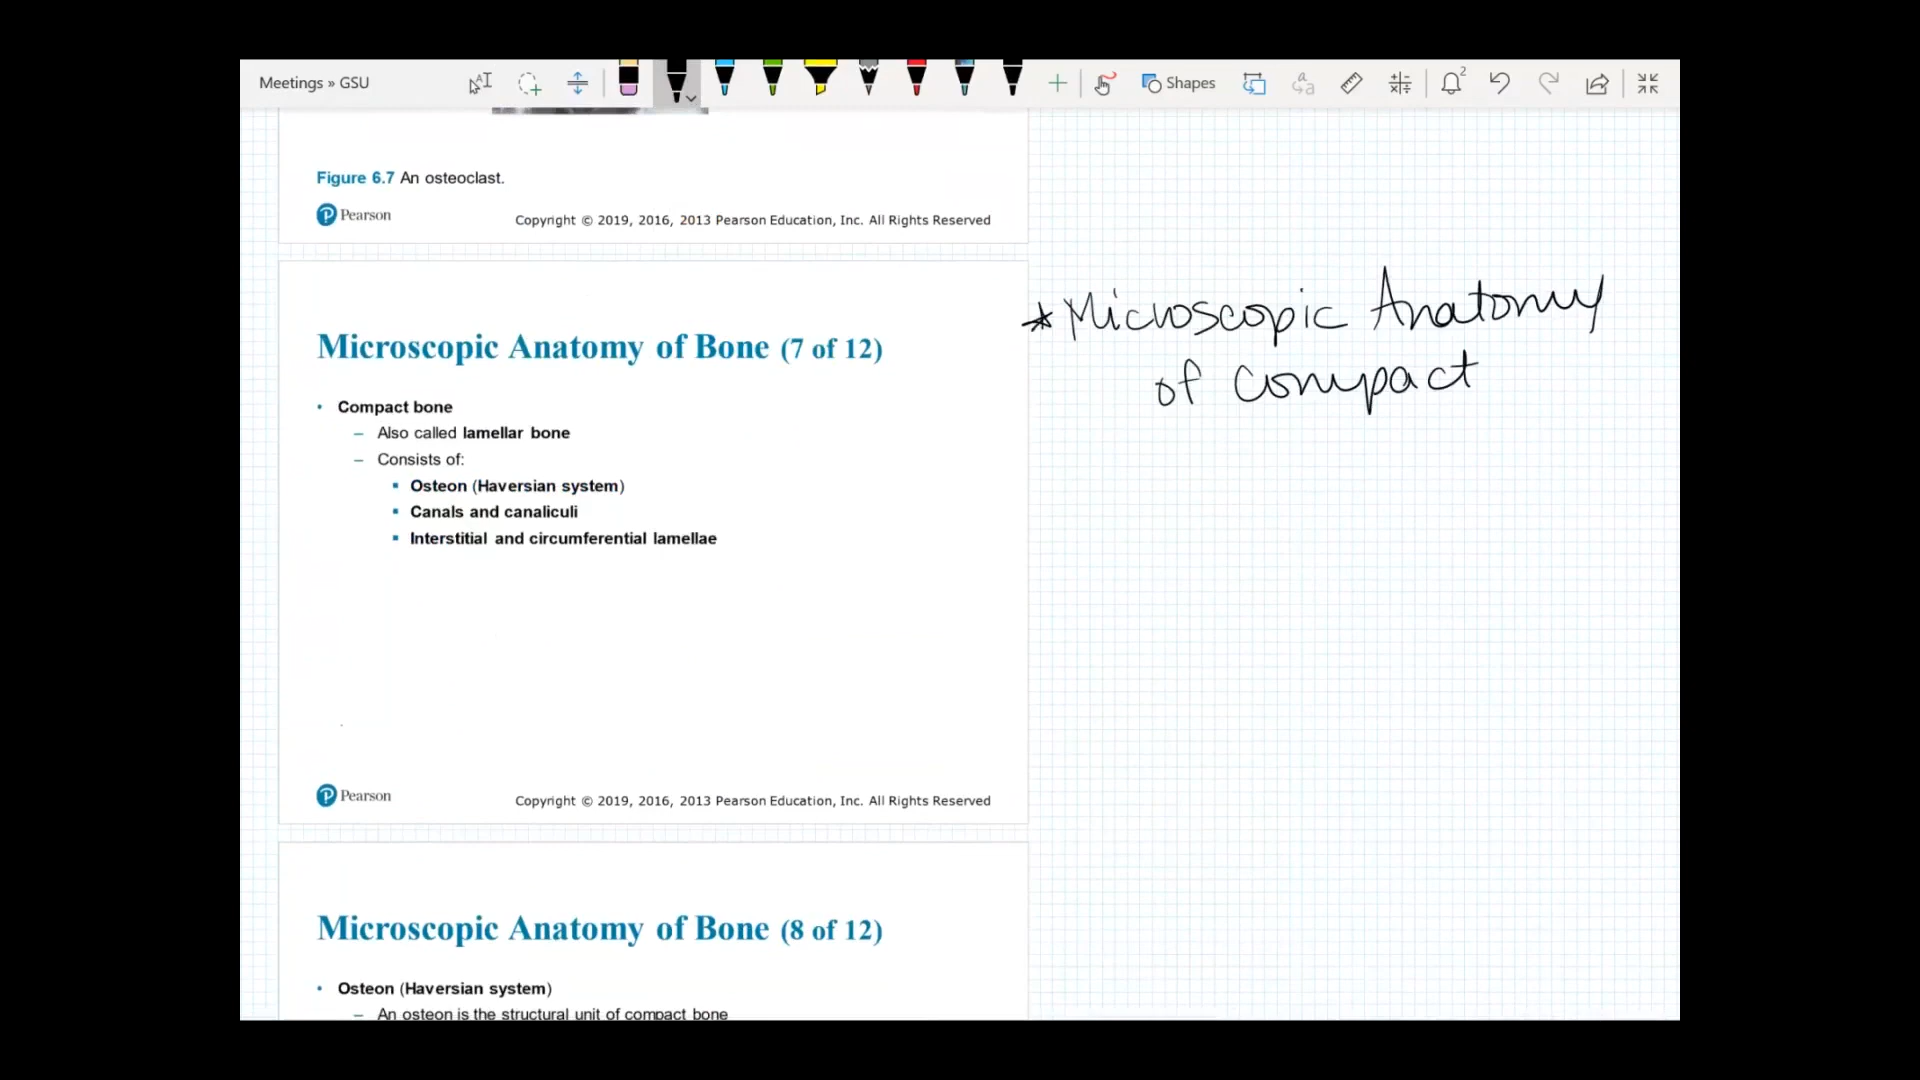 Meetings » GSU
Shapes
2
Figure 6.7 An osteoclast.
Pearson
Copyright © 2019, 2016, 2013 Pearson Education, Inc. All Rights Reserved
Microscopic Anatomy of Bone (7 of 12)
• Compact bone
– Also called lamellar bone
– Consists of:
▪ Osteon (Haversian system)
▪ Canals and canaliculi
▪ Interstitial and circumferential lamellae
Pearson
Copyright © 2019, 2016, 2013 Pearson Education, Inc. All Rights Reserved
Microscopic Anatomy of Bone (8 of 12)
• Osteon (Haversian system)
– An osteon is the structural unit of compact bone
* Microscopic Anatomy
of Compact